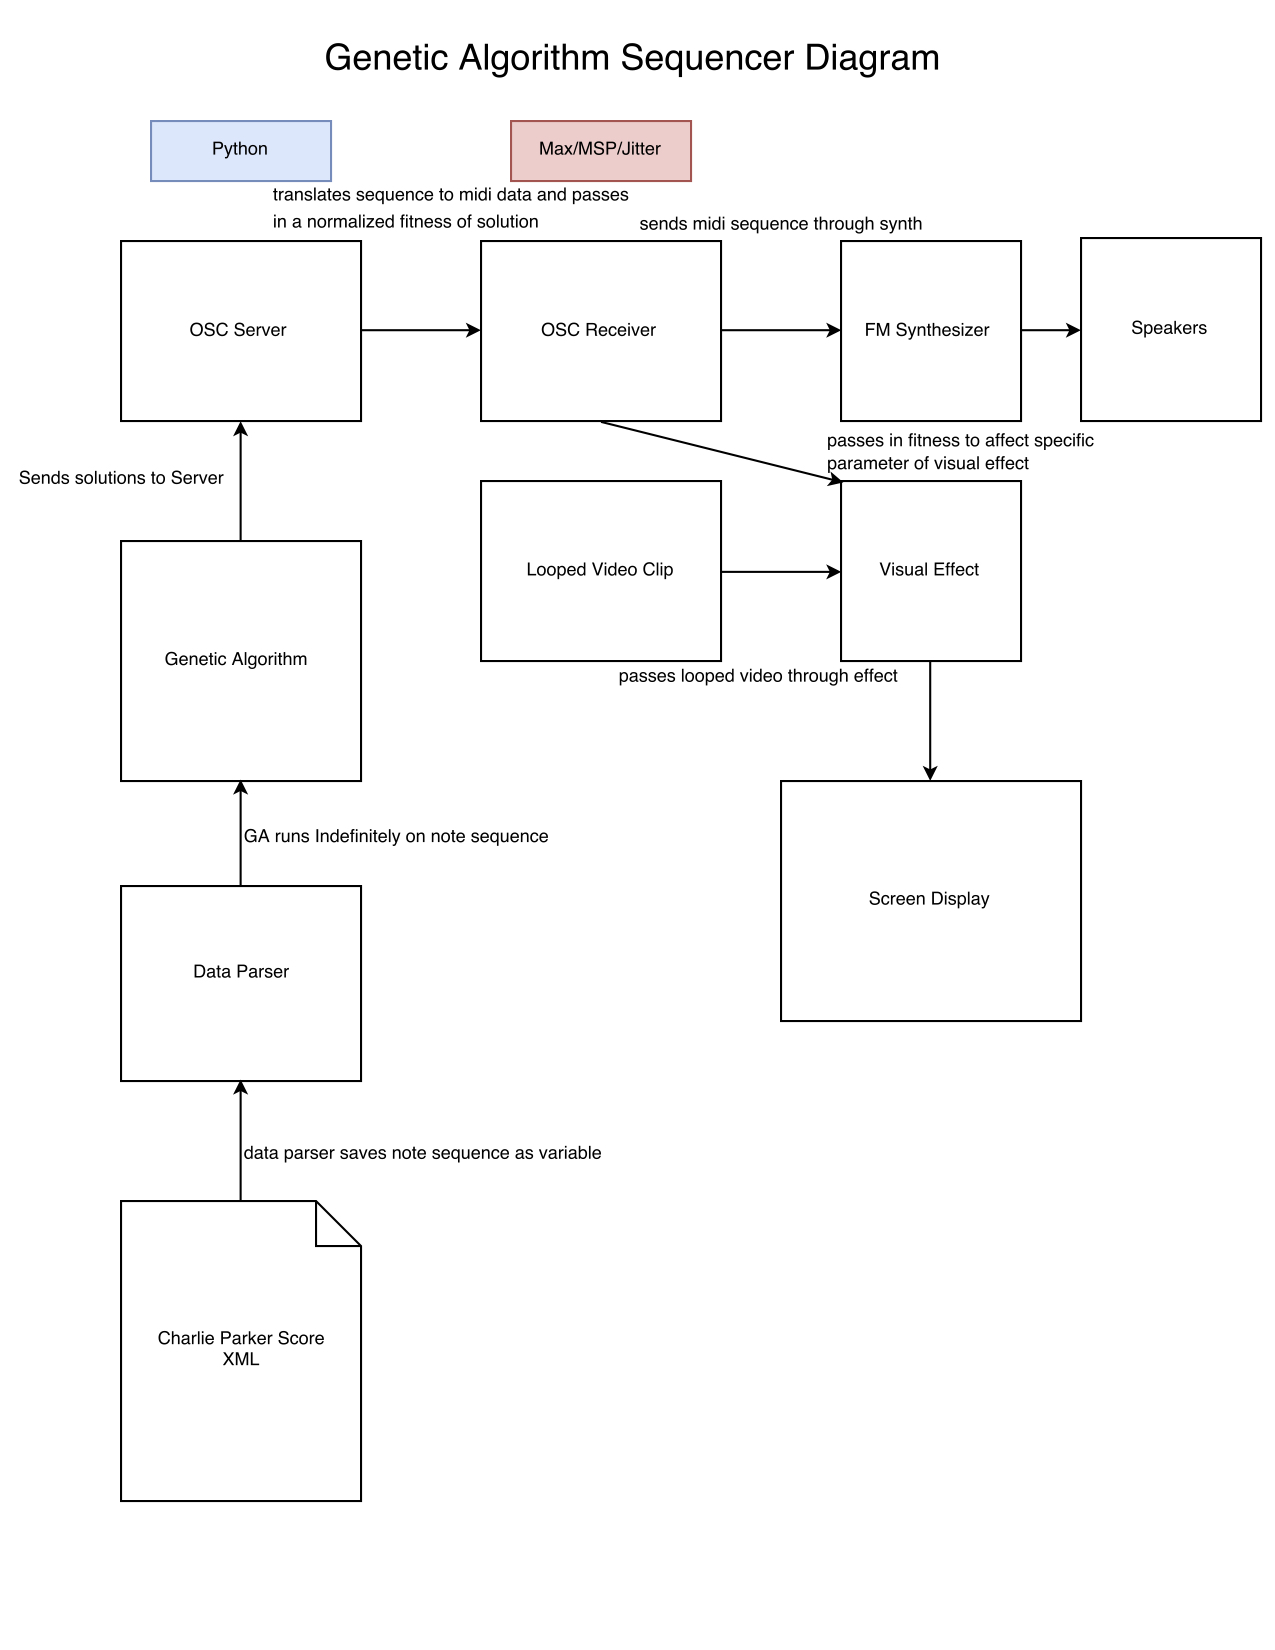 Genetic Algorithm Sequencer Diagram
Python
Max/MSP/Jitter
translates sequence to midi data and passes
in a normalized fitness of solution
sends midi sequence through synth
OSC Server
OSC Receiver
FM Synthesizer
Speakers
passes in fitness to affect specific
parameter of visual effect
Sends solutions to Server
Looped Video Clip
Visual Effect
Genetic Algorithm
passes looped video through effect
GA runs Indefinitely on note sequence
Screen Display
Data Parser
data parser saves note sequence as variable
Charlie Parker Score
XML